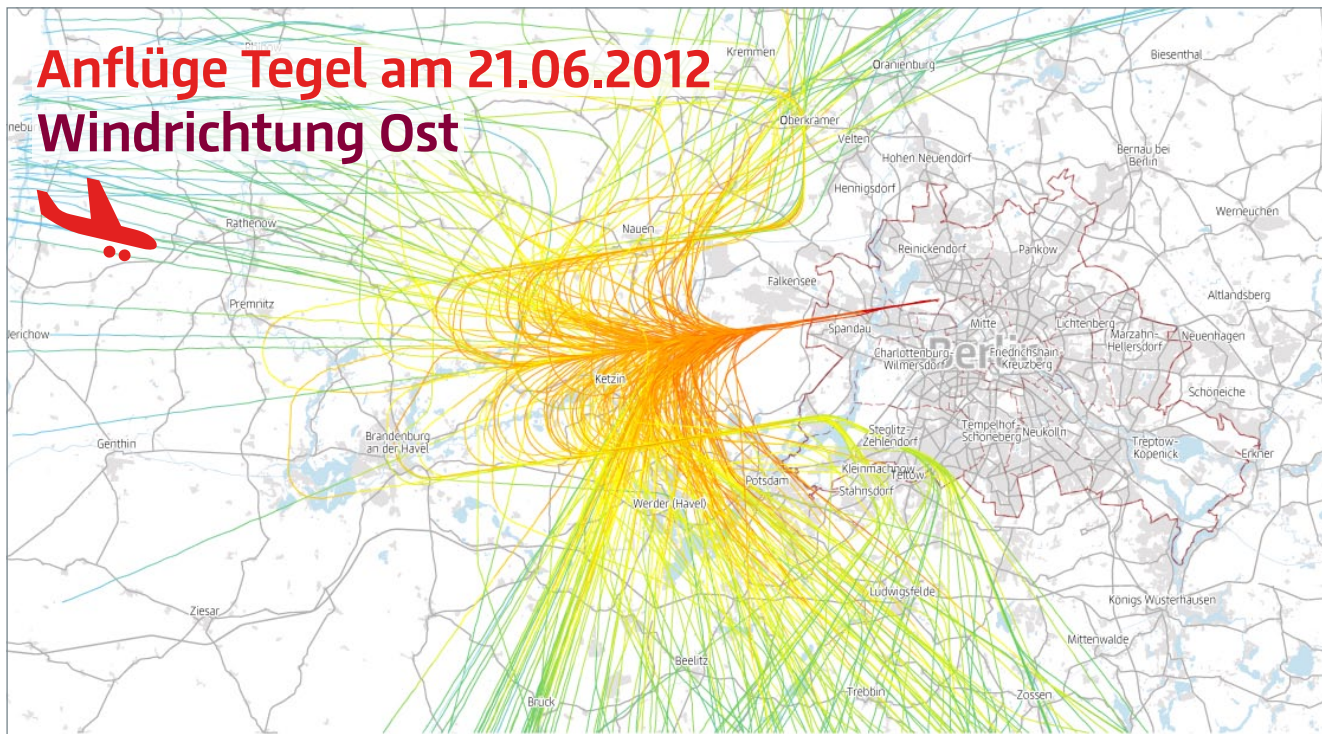 Anflüge Tegel am 21.06.2012
Windrichtung Ost
Kremmen
Biesenthal
Oranienburg
Oberkrämer
Velten
Hohen Neuendorf
Bernau bei
Berlin
Hennigsdorf
Rathenow
Werneuchen
Nauen
Reinickendorf
Pankow
Falkensee
Premnitz
Altlandsberg
Spandau
Mitte
Lichtenberg
Marzahn-
Hellersdorf
Neuenhagen
Jerichow
Berlin
Charlottenburg-
Wilmersdorf
Friedrichshain-
Kreuzberg
Ketzin
Schöneiche
Genthin
Brandenburg
an der Havel
Steglitz-
Zehlendorf
Tempelhof-
Schöneberg
Neukölln
Treptow-
Köpenick
Erkner
Kleinmachnow
Teltow
Potsdam
Stahnsdorf
Werder (Havel)
Ludwigsfelde
Königs Wusterhausen
Ziesar
Mittenwalde
Beelitz
Trebbin
Zossen
Brück